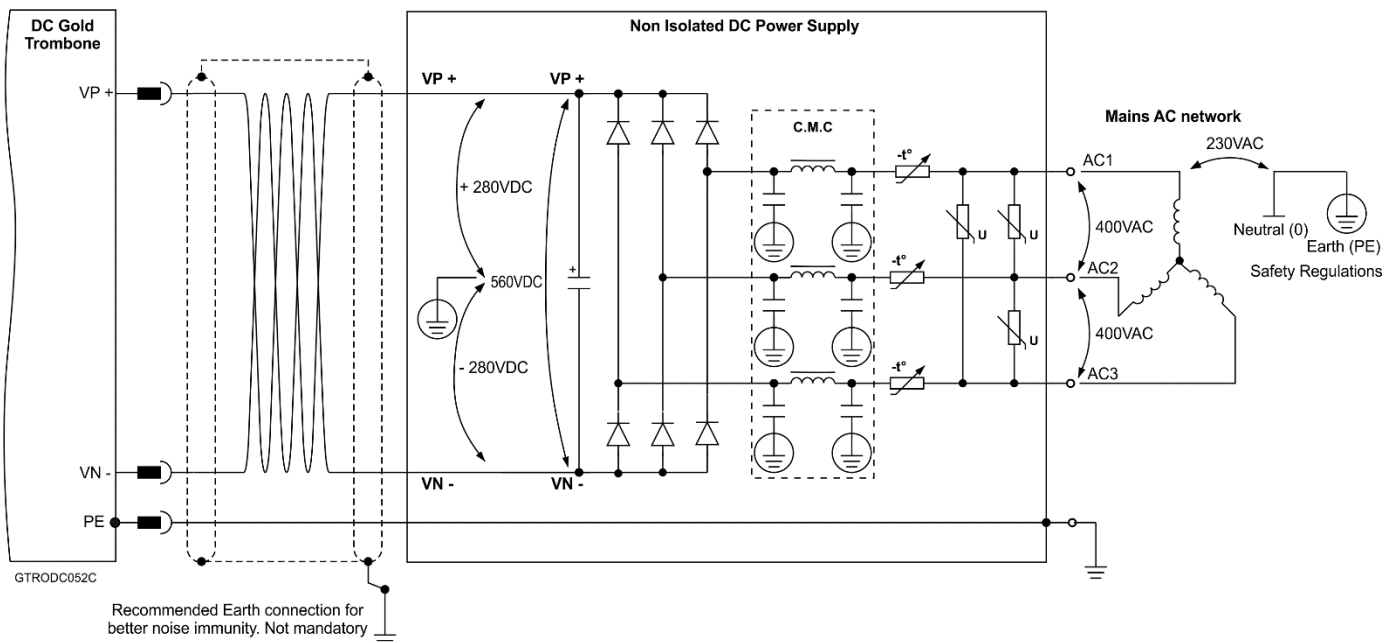 DC Gold
Trombone
Non Isolated DC Power Supply
VP +
VP +
VP +
C.M.C
Mains AC network
230VAC
-t°
AC1
+ 280VDC
U
U
400VAC
Neutral (0)
Earth (PE)
Safety Regulations
-t°
AC2
560VDC
+
U
400VAC
- 280VDC
-t°
AC3
VN -
VN -
VN -
PE
GTRODC052C
Recommended Earth connection for
better noise immunity. Not mandatory